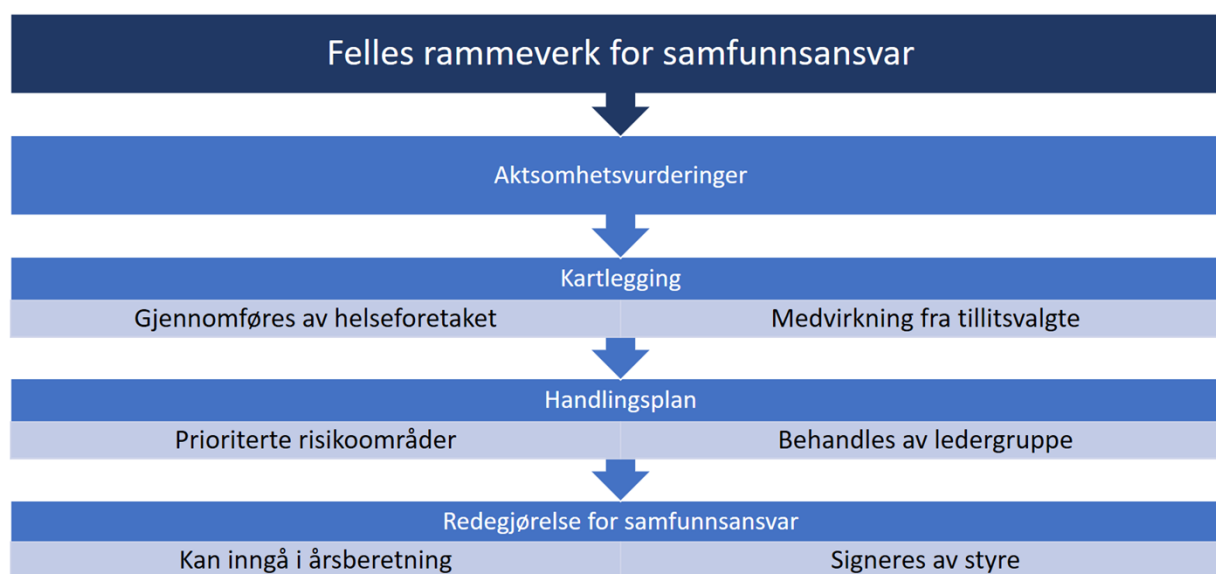 Felles rammeverk for samfunnsansvar
Aktsomhetsvurderinger
Kartlegging
Gjennomføres av helseforetaket
Medvirkning fra tillitsvalgte
Handlingsplan
Prioriterte risikoområder
Behandles av ledergruppe
Redegjørelse for samfunnsansvar
Kan inngå i årsberetning
Signeres av styre